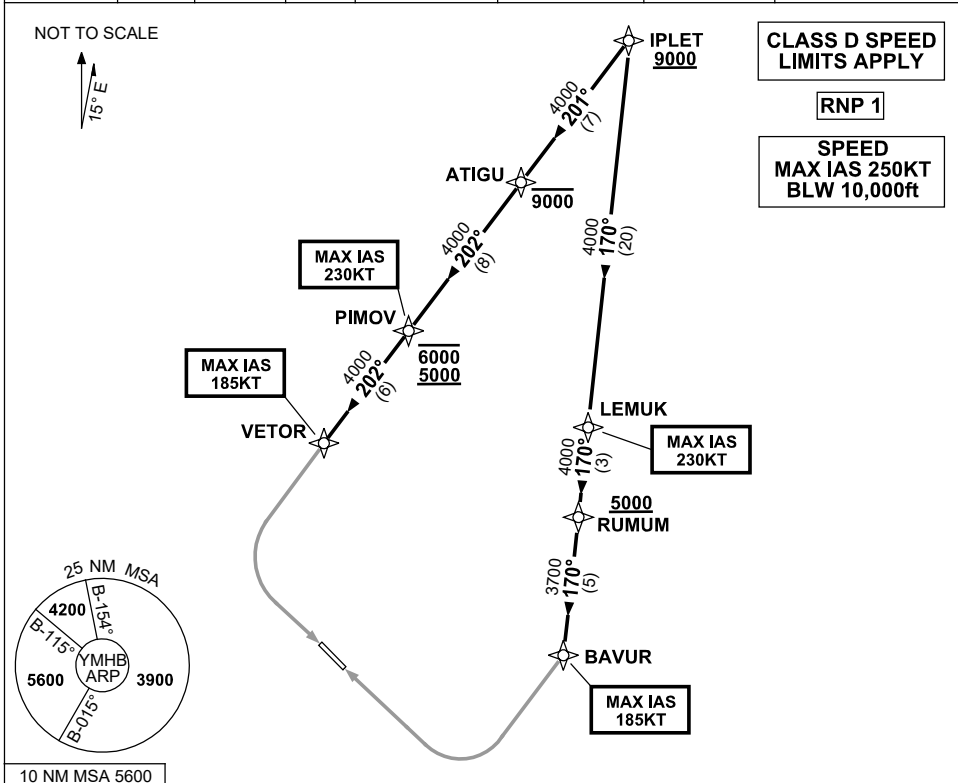 NOT TO SCALE
15° E
IPLET
9000
CLASS D SPEED
LIMITS APPLY
RNP 1
SPEED
MAX IAS 250KT
BLW 10,000ft
4000
201°
(7)
ATIGU
9000
4000
202°
(8)
4000
170°
(20)
MAX IAS
230KT
PIMOV
6000
5000
4000
202°
(6)
MAX IAS
185KT
VETOR
LEMUK
MAX IAS
230KT
4000
170°
(3)
5000
RUMUM
3700
170°
(5)
BAVUR
MAX IAS
185KT
25 NM MSA
4200
B-154°
B-115°
YMHB
ARP
5600
3900
B-015°
10 NM MSA 5600